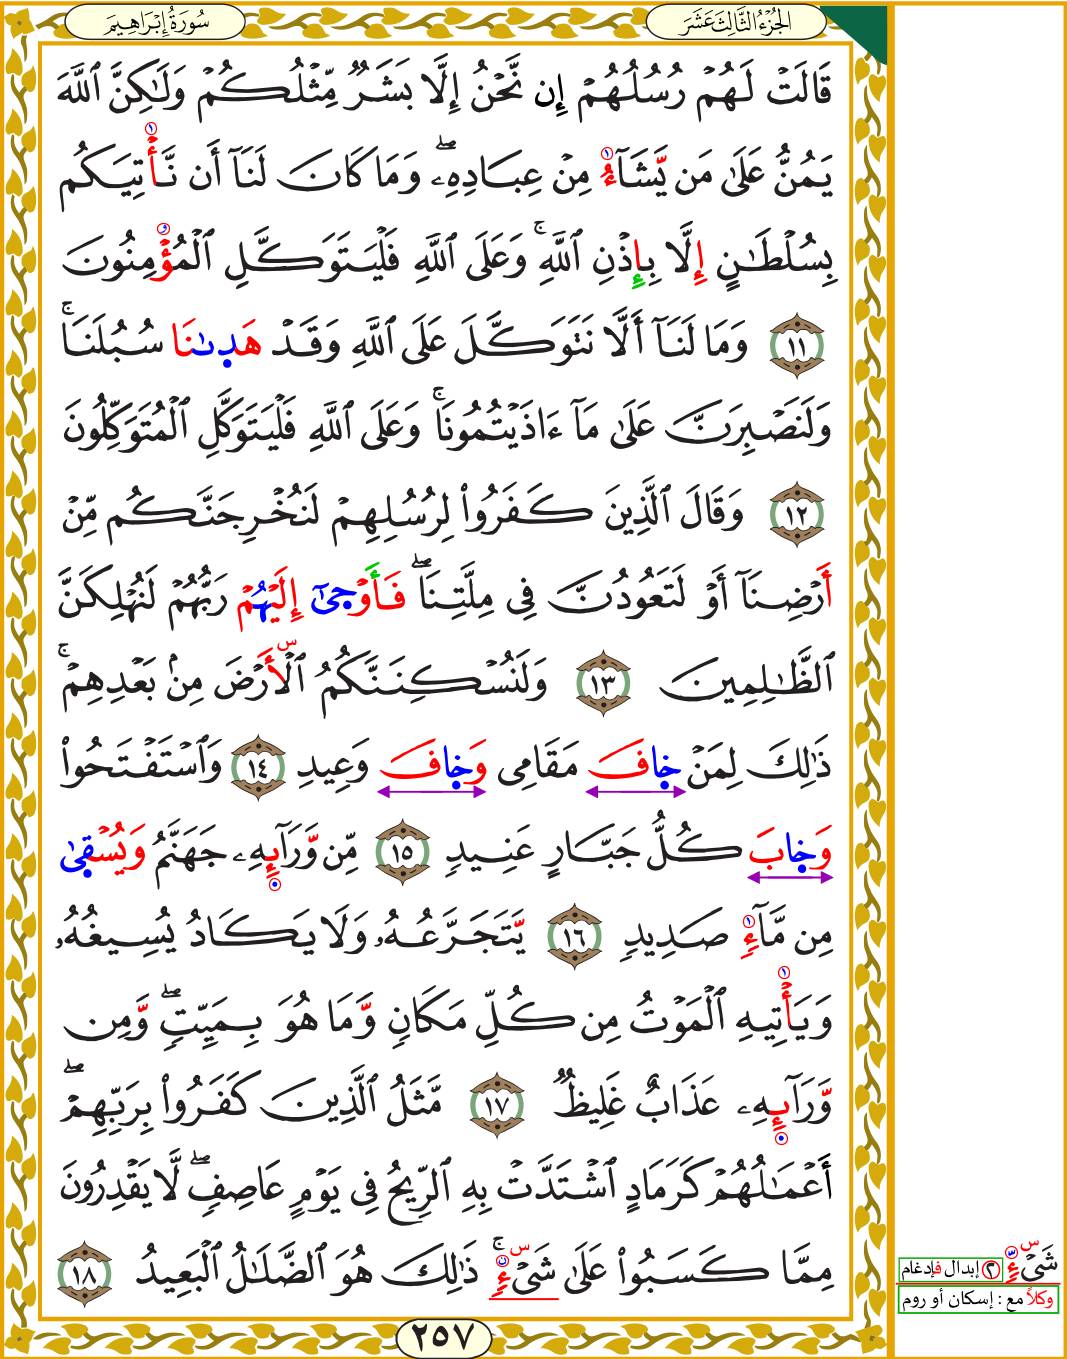 الجُزْءُ الثَّالِثَ عَشَرَ
سُورَةُ إِبْرَاهِيمَ
قَالَتْ لَهُمْ رُسُلُهُمْ إِن نَّحْنُ إِلَّا بَشَرٌ مِّثْلُكُمْ وَلَٰكِنَّ ٱللَّهَ
يَمُنُّ عَلَىٰ مَن يَّشَآءُ مِنْ عِبَادِهِۦۖ وَمَا كَانَ لَنَآ أَن نَّأْتِيَكُم
بِسُلْطَٰنٍ إِلَّا بِإِذْنِ ٱللَّهِۚ وَعَلَى ٱللَّهِ فَلْيَتَوَكَّلِ ٱلْمُؤْمِنُونَ
١١ وَمَا لَنَآ أَلَّا نَتَوَكَّلَ عَلَى ٱللَّهِ وَقَدْ هَدىٰنَا سُبُلَنَاۚ
وَلَنَصْبِرَنَّ عَلَىٰ مَآ ءَاذَيْتُمُونَاۚ وَعَلَى ٱللَّهِ فَلْيَتَوَكَّلِ ٱلْمُتَوَكِّلُونَ
١٢ وَقَالَ ٱلَّذِينَ كَفَرُوا۟ لِرُسُلِهِمْ لَنُخْرِجَنَّكُم مِّنْ
أَرْضِنَآ أَوْ لَتَعُودُنَّ فِى مِلَّتِنَاۖ فَأَوْحىٰٓ إِلَيْهُمْ رَبُّهُمْ لَنُهْلِكَنَّ
ٱلظَّٰلِمِينَ ١٣ وَلَنُسْكِنَنَّكُمُ ٱلْأَرْضَ مِنۢ بَعْدِهِمْۚ
ذَٰلِكَ لِمَنْ خَافَ مَقَامِى وَخَافَ وَعِيدِ ١٤ وَٱسْتَفْتَحُوا۟
وَخَابَ كُلُّ جَبَّارٍ عَنِيدٍ ١٥ مِّن وَّرَآئِهِۦ جَهَنَّمُ وَيُسْقىٰ
مِن مَّآءٍ صَدِيدٍ ١٦ يَّتَجَرَّعُهُۥ وَلَا يَكَادُ يُسِيغُهُۥ
وَيَأْتِيهِ ٱلْمَوْتُ مِن كُلِّ مَكَانٍ وَّمَا هُوَ بِمَيِّتٍۖ وَّمِن
وَّرَآئِهِۦ عَذَابٌ غَلِيظٌ ١٧ مَّثَلُ ٱلَّذِينَ كَفَرُوا۟ بِرَبِّهِمْۖ
أَعْمَٰلُهُمْ كَرَمَادٍ ٱشْتَدَّتْ بِهِ ٱلرِّيحُ فِى يَوْمٍ عَاصِفٍۖ لَّا يَقْدِرُونَ
مِمَّا كَسَبُوا۟ عَلَىٰ شَىْءٍۚ ذَٰلِكَ هُوَ ٱلضَّلَٰلُ ٱلْبَعِيدُ ١٨
شَىْءٍ ٢ إبدال فإدغام
وكلاً مع : إسكان أو روم
٢٥٧